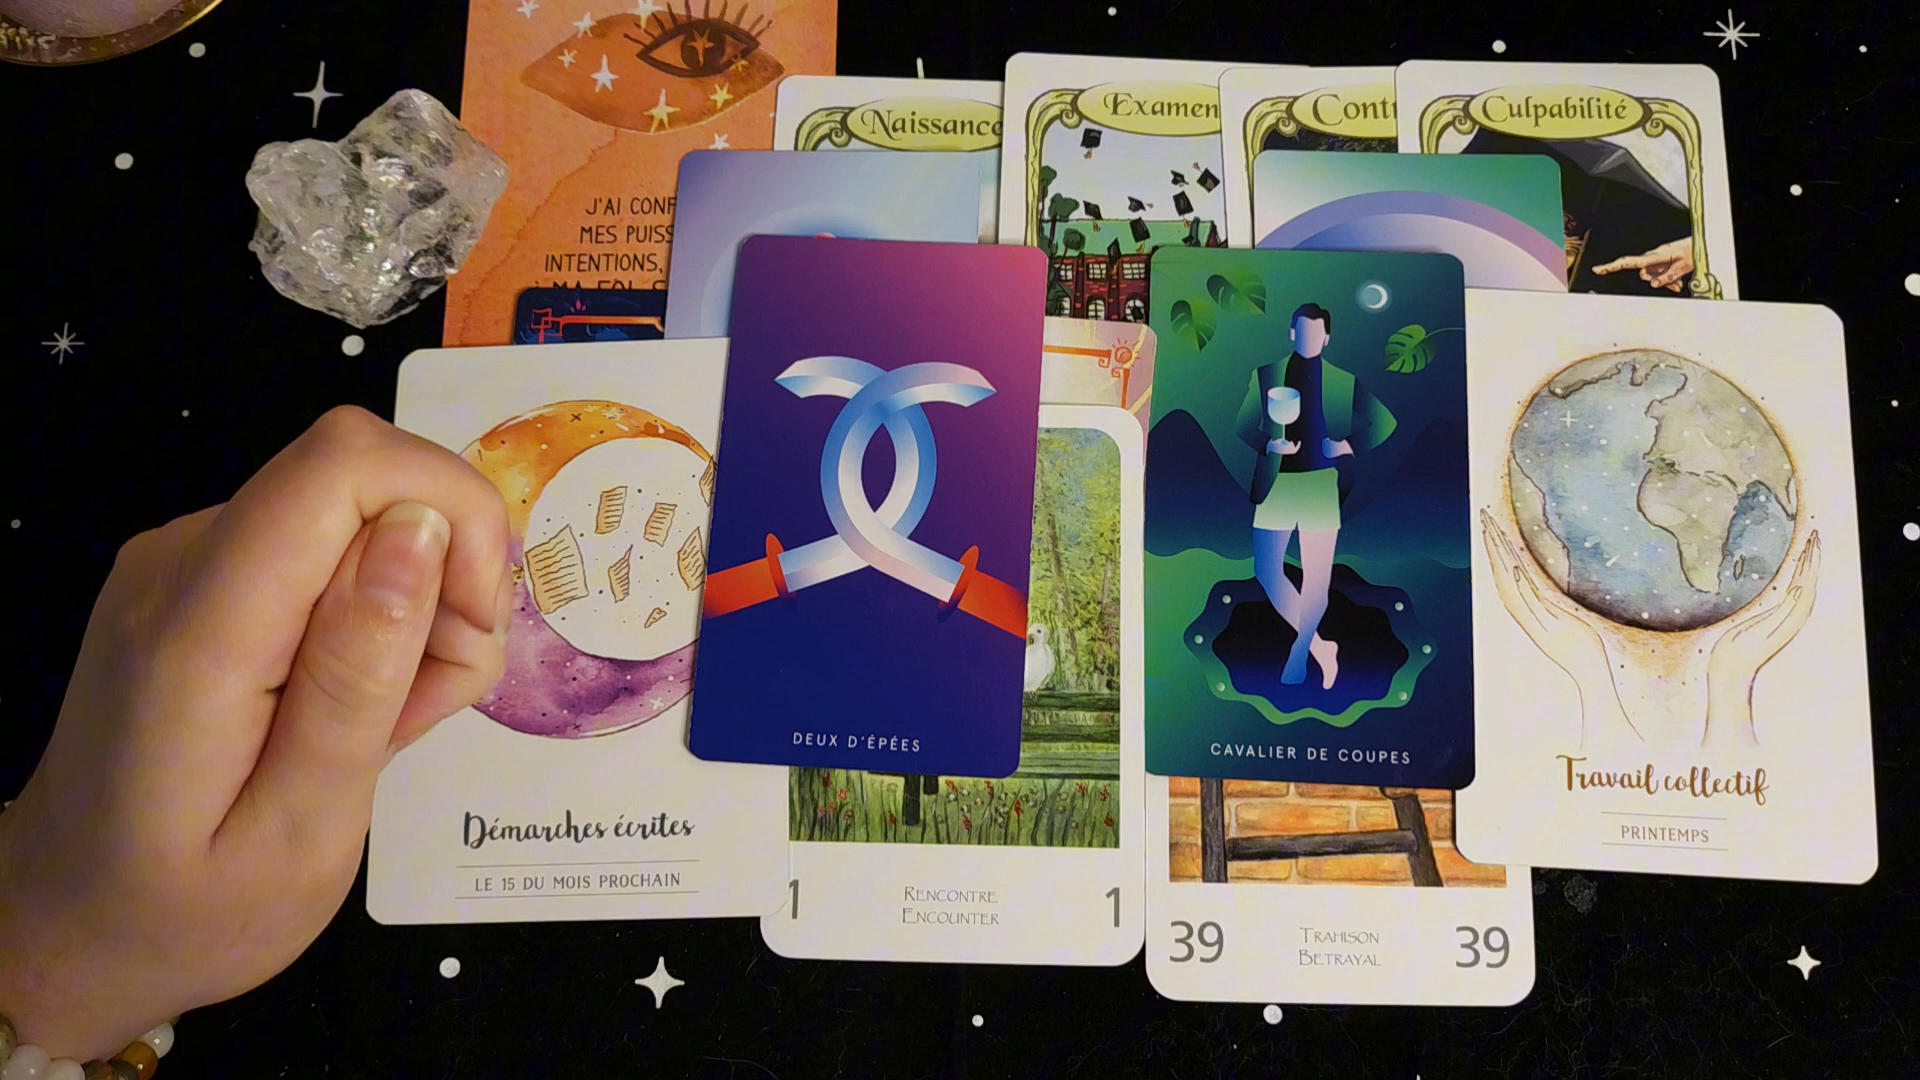 Naissance
Examen
Cont
Culpabilité
J'AI CONF
MES PUISS
INTENTIONS,
DEUX D'ÉPÉES
CAVALIER DE COUPES
Travail collectif
PRINTEMPS
Démarches écrites
LE 15 DU MOIS PROCHAIN
1 RENCONTRE 1
ENCOUNTER
39 TRAHISON 39
BETRAYAL